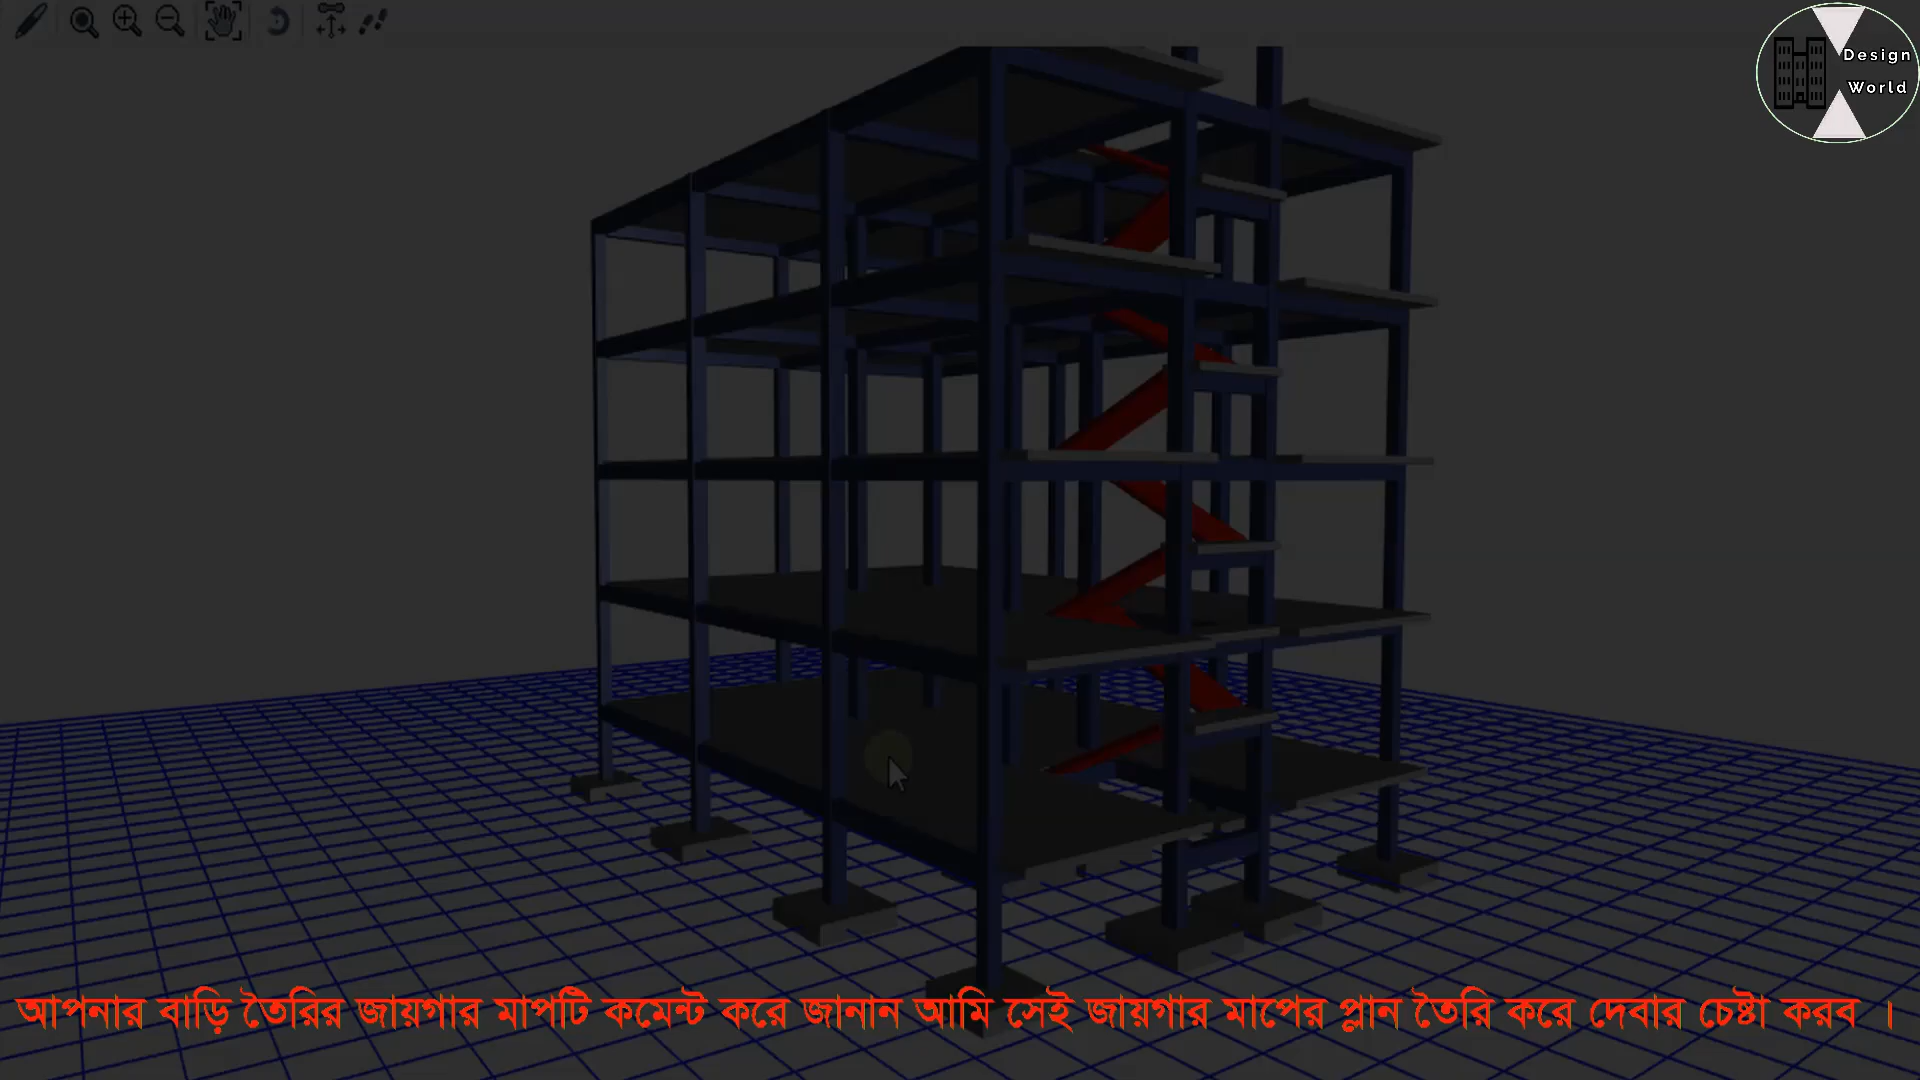 Design
World
আপনার বাড়ি তৈরির জায়গার মাপটি কমেন্ট করে জানান আমি সেই জায়গার মাপের প্লান তৈরি করে দেবার চেষ্টা করব ।